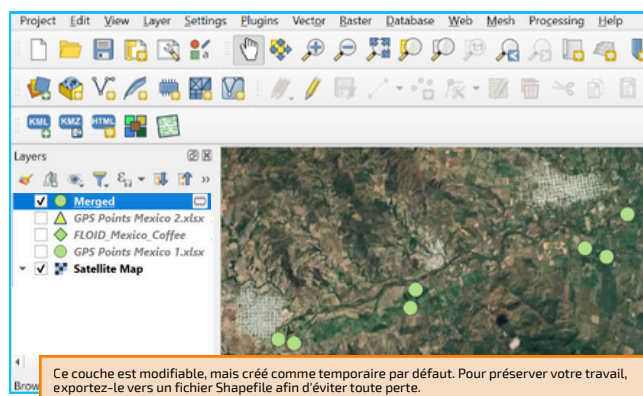 Project Edit View Layer Settings Plugins Vector Raster Database Web Mesh Processing Help
KML KMZ HTML
Layers
Merged
GPS Points Mexico 2.xlsx
FLOID_Mexico_Coffee
GPS Points Mexico 1.xlsx
Satellite Map
Brow
Ce couche est modifiable, mais créé comme temporaire par défaut. Pour préserver votre travail,
exportez-le vers un fichier Shapefile afin d'éviter toute perte.